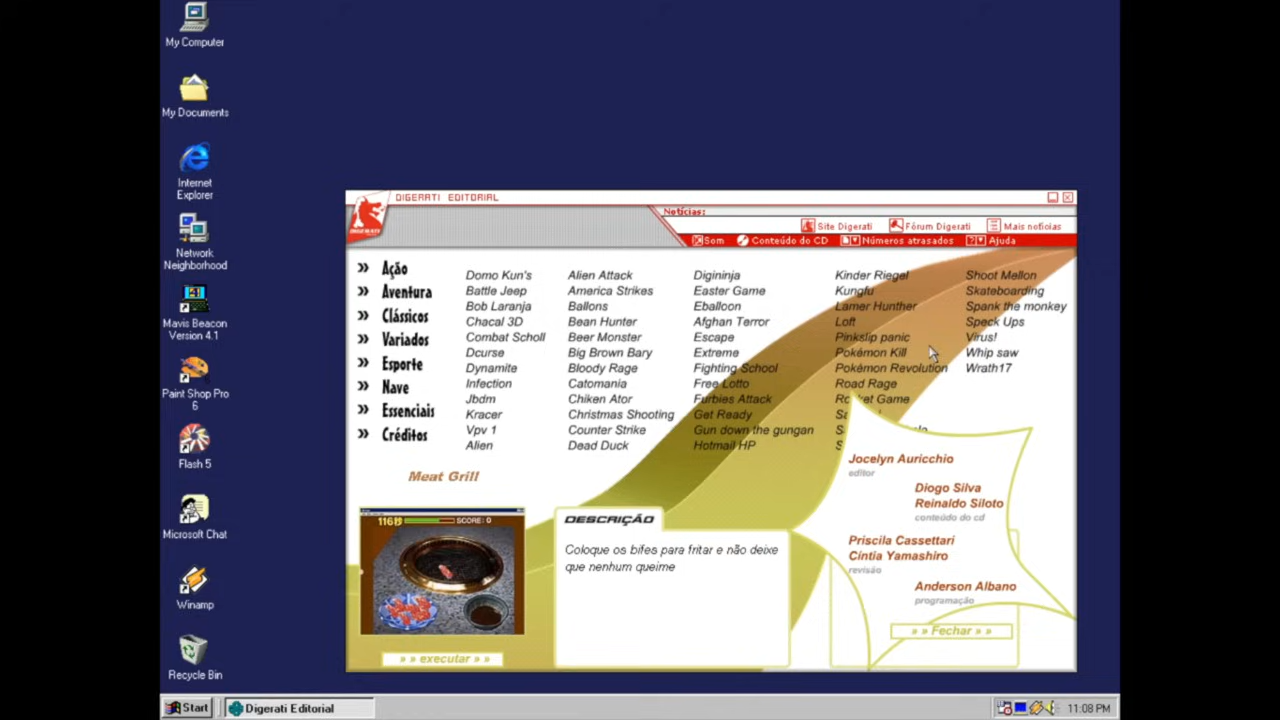 My Computer
My Documents
Internet
Explorer
Network
Neighborhood
Mavis Beacon
Version 4.1
Paint Shop Pro
6
Flash 5
Microsoft Chat
Winamp
Recycle Bin
DIGERATI EDITORIAL
Notícias:
Site Digerati
Fórum Digerati
Mais notícias
Som
Conteúdo do CD
Números atrasados
Ajuda
» Ação
» Aventura
» Clássicos
» Variados
» Esporte
» Nave
» Essenciais
» Créditos
Domo Kun's
Battle Jeep
Bob Laranja
Chacal 3D
Combat Scholl
Dcurse
Dynamite
Infection
Jbdm
Kracer
Vpv 1
Alien
Alien Attack
America Strikes
Ballons
Bean Hunter
Beer Monster
Big Brown Bary
Bloody Rage
Catomania
Chiken Ator
Christmas Shooting
Counter Strike
Dead Duck
Digininja
Easter Game
Eballoon
Afghan Terror
Escape
Extreme
Fighting School
Free Lotto
Furbies Attack
Get Ready
Gun down the gungan
Hotmail HP
Kinder Riegel
Kungfu
Lamer Hunther
Loft
Pinkslip panic
Pokémon Kill
Pokémon Revolution
Road Rage
Rocket Game
Shoot Mellon
Skateboarding
Spank the monkey
Speck Ups
Virus!
Whip saw
Wrath17
Meat Grill
SCORE: 0
» » executar » »
DESCRIÇÃO
Coloque os bifes para fritar e não deixe
que nenhum queime
Jocelyn Auricchio
editor
Diogo Silva
Reinaldo Siloto
conteúdo do cd
Priscila Cassettari
Cíntia Yamashiro
revisão
Anderson Albano
programação
» » Fechar » »
Start
Digerati Editorial
11:08 PM